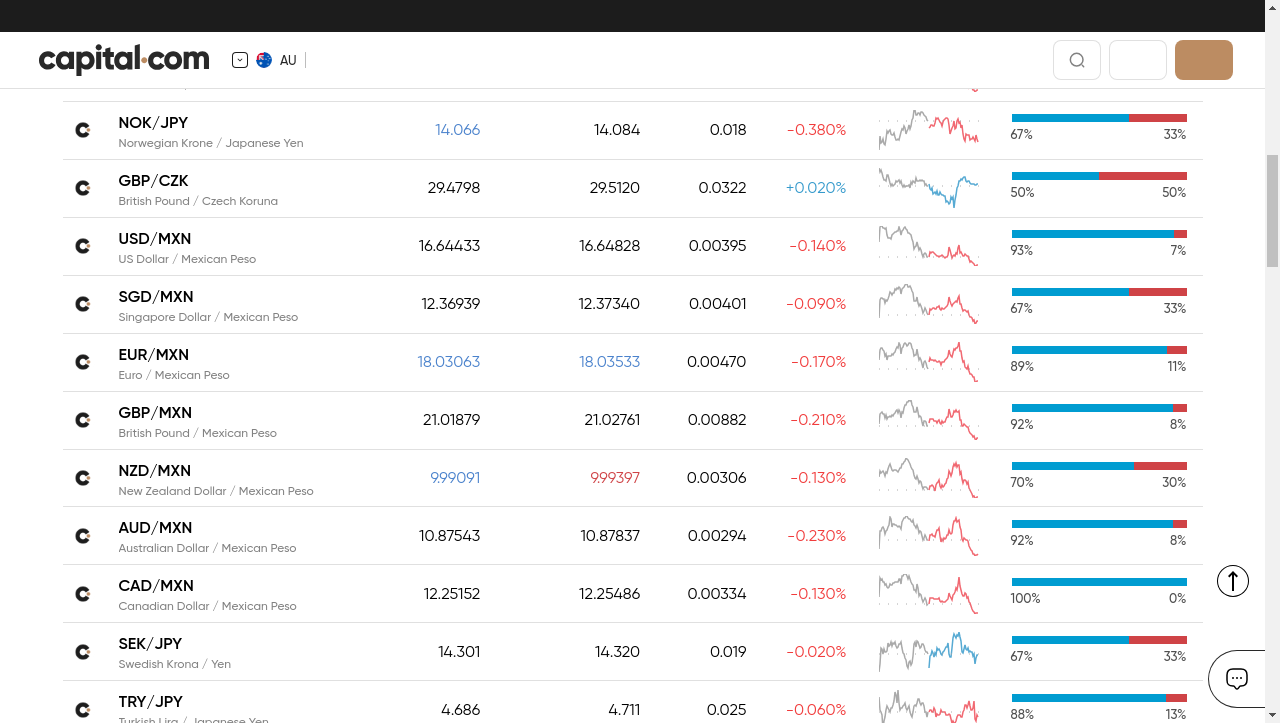 capital.com
AU
NOK/JPY 14.066 14.084 0.018 -0.380% 67% 33%
Norwegian Krone / Japanese Yen
GBP/CZK 29.4798 29.5120 0.0322 +0.020% 50% 50%
British Pound / Czech Koruna
USD/MXN 16.64433 16.64828 0.00395 -0.140% 93% 7%
US Dollar / Mexican Peso
SGD/MXN 12.36939 12.37340 0.00401 -0.090% 67% 33%
Singapore Dollar / Mexican Peso
EUR/MXN 18.03063 18.03533 0.00470 -0.170% 89% 11%
Euro / Mexican Peso
GBP/MXN 21.01879 21.02761 0.00882 -0.210% 92% 8%
British Pound / Mexican Peso
NZD/MXN 9.99091 9.99397 0.00306 -0.130% 70% 30%
New Zealand Dollar / Mexican Peso
AUD/MXN 10.87543 10.87837 0.00294 -0.230% 92% 8%
Australian Dollar / Mexican Peso
CAD/MXN 12.25152 12.25486 0.00334 -0.130% 100% 0%
Canadian Dollar / Mexican Peso
SEK/JPY 14.301 14.320 0.019 -0.020% 67% 33%
Swedish Krona / Yen
TRY/JPY 4.686 4.711 0.025 -0.060% 88% 13%
Turkish Lira / Japanese Yen